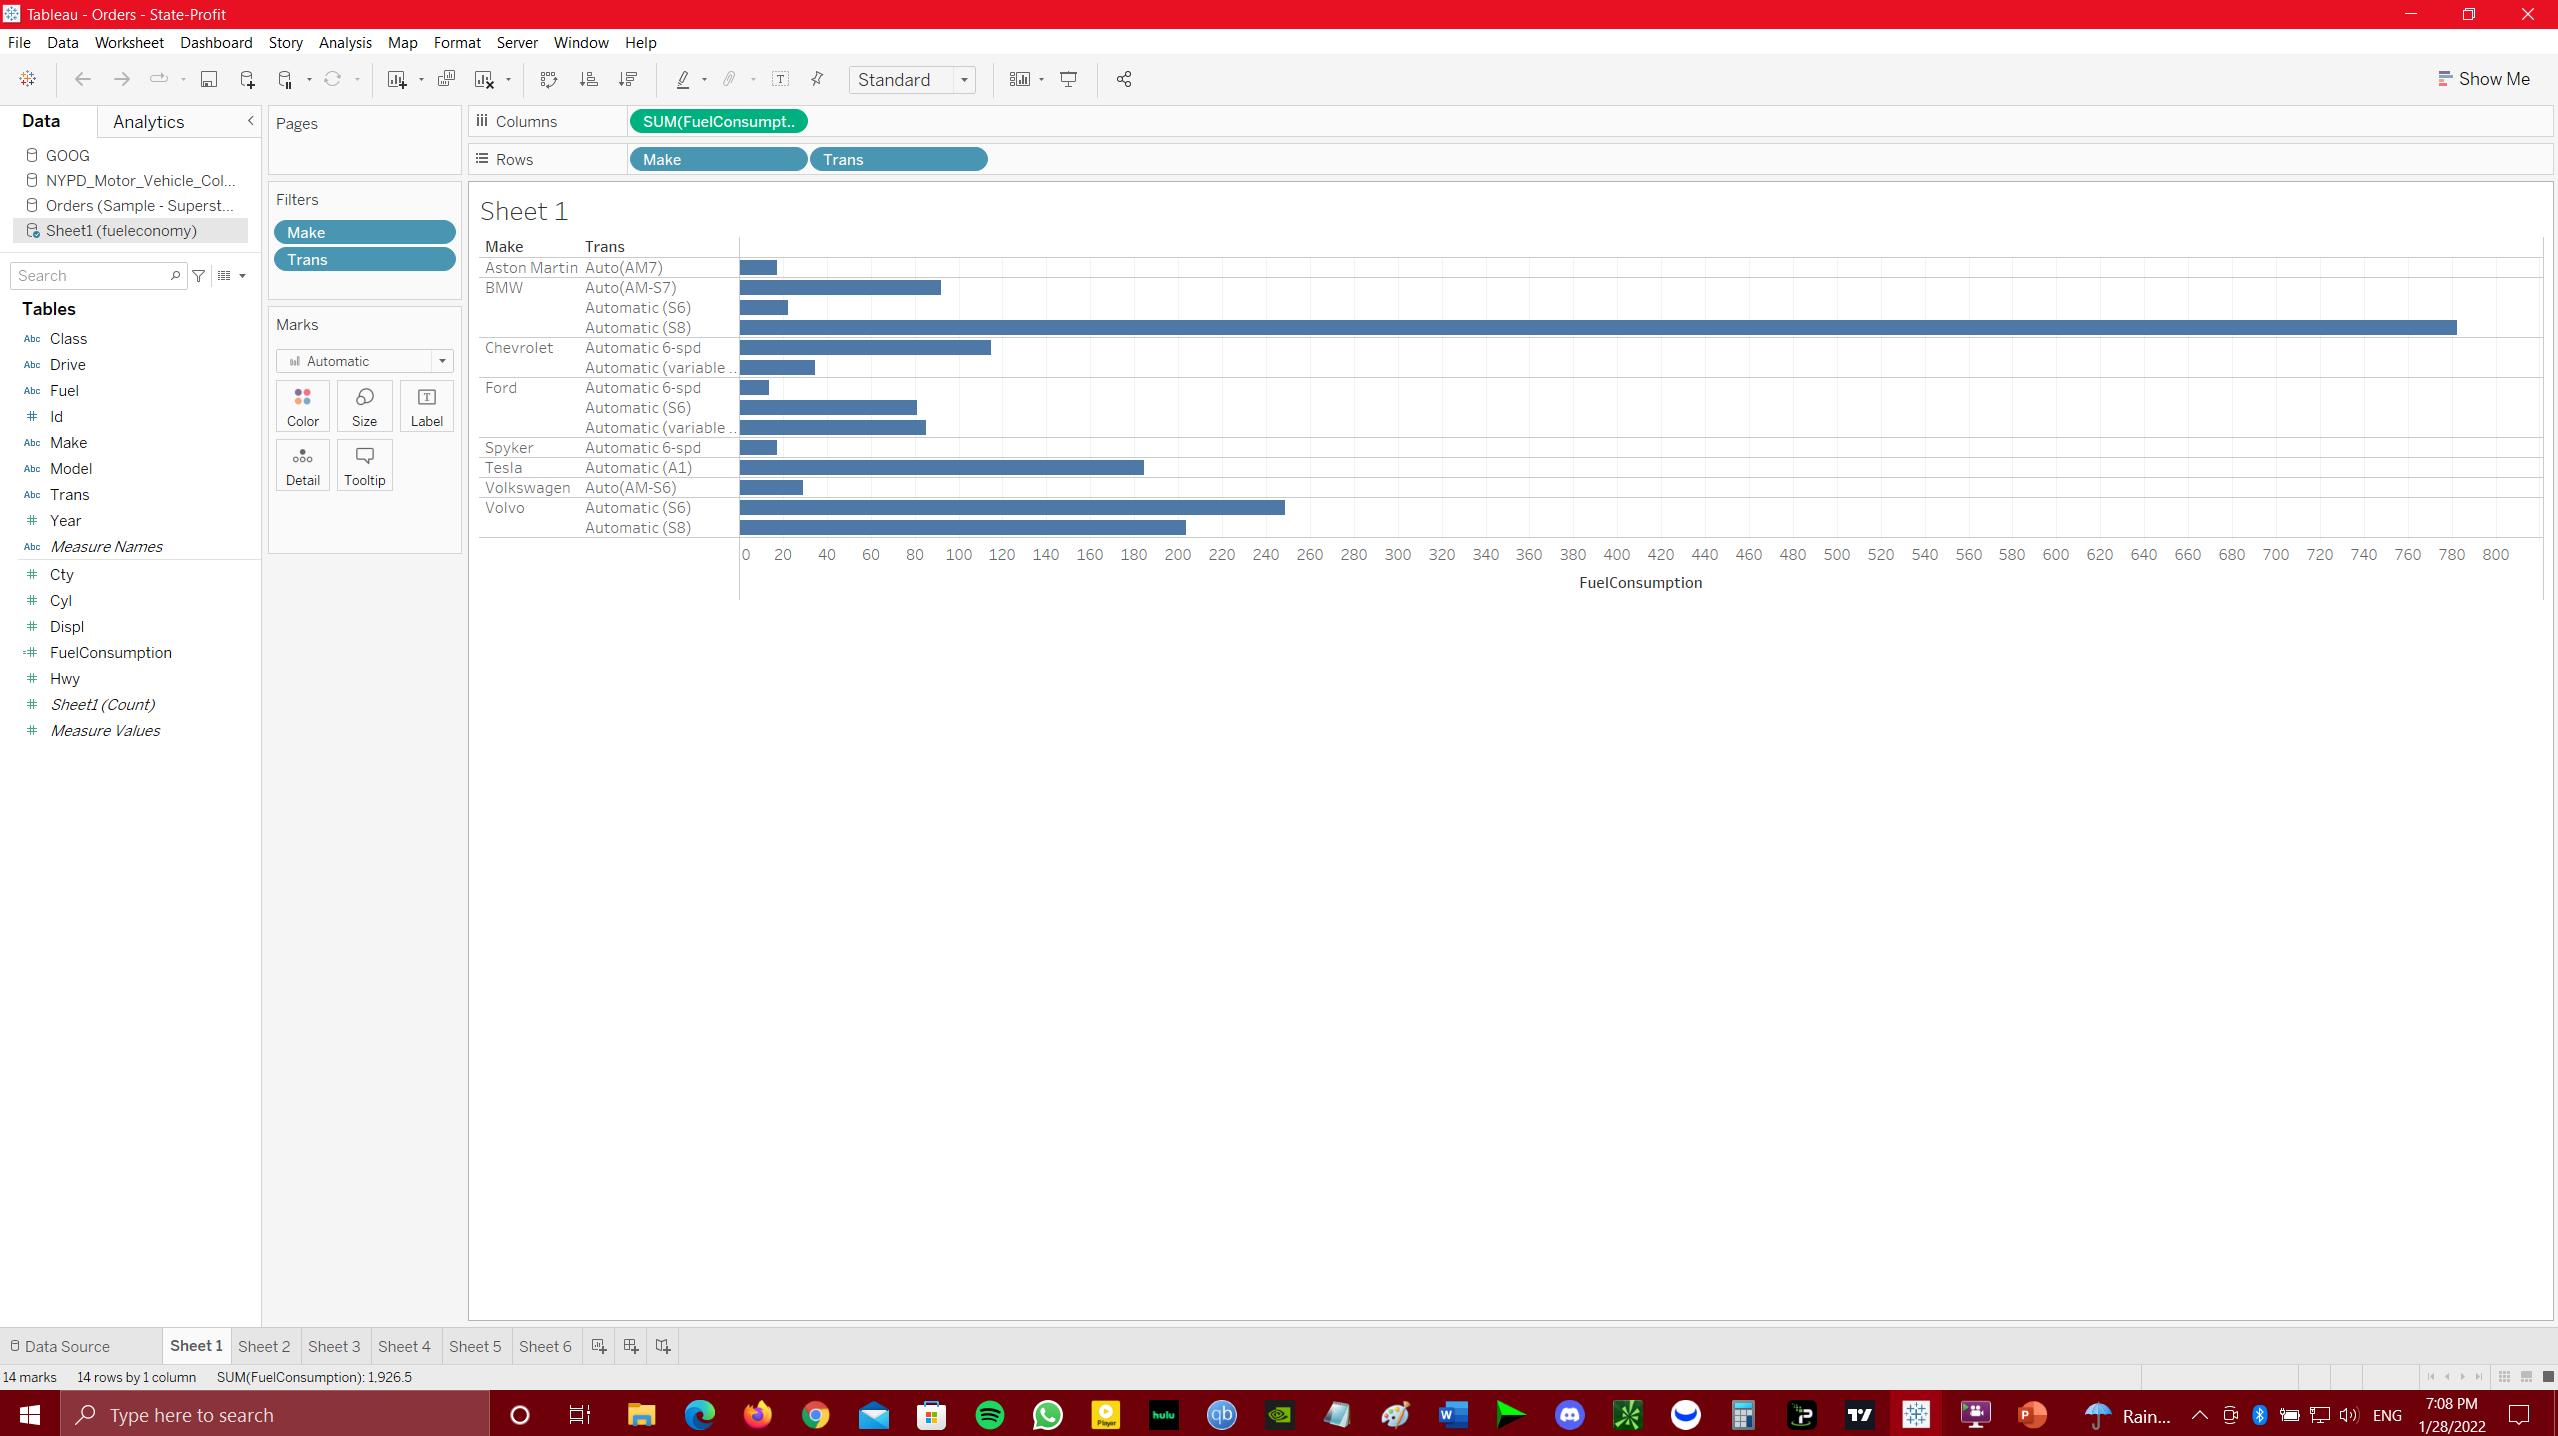 Tableau - Orders - State-Profit
File Data Worksheet Dashboard Story Analysis Map Format Server Window Help
Standard
Show Me
Data
Analytics
GOOG
NYPD_Motor_Vehicle_Col...
Orders (Sample - Superst...
Sheet1 (fueleconomy)
Search
Tables
Abc Class
Abc Drive
Abc Fuel
# Id
Abc Make
Abc Model
Abc Trans
# Year
Abc Measure Names
# Cty
# Cyl
# Displ
=# FuelConsumption
# Hwy
# Sheet1 (Count)
# Measure Values
Pages
Filters
Make
Trans
Marks
Automatic
Color
Size
Label
Detail
Tooltip
Columns
SUM(FuelConsumpt..
Rows
Make
Trans
Sheet 1
Make Trans
Aston Martin Auto(AM7)
BMW Auto(AM-S7)
Automatic (S6)
Automatic (S8)
Chevrolet Automatic 6-spd
Automatic (variable ..
Ford Automatic 6-spd
Automatic (S6)
Automatic (variable ..
Spyker Automatic 6-spd
Tesla Automatic (A1)
Volkswagen Auto(AM-S6)
Volvo Automatic (S6)
Automatic (S8)
0 20 40 60 80 100 120 140 160 180 200 220 240 260 280 300 320 340 360 380 400 420 440 460 480 500 520 540 560 580 600 620 640 660 680 700 720 740 760 780 800
FuelConsumption
Data Source
Sheet 1
Sheet 2
Sheet 3
Sheet 4
Sheet 5
Sheet 6
14 marks 14 rows by 1 column SUM(FuelConsumption): 1,926.5
Type here to search
Player
hulu
qb
W
P
Rain...
ENG
7:08 PM
1/28/2022